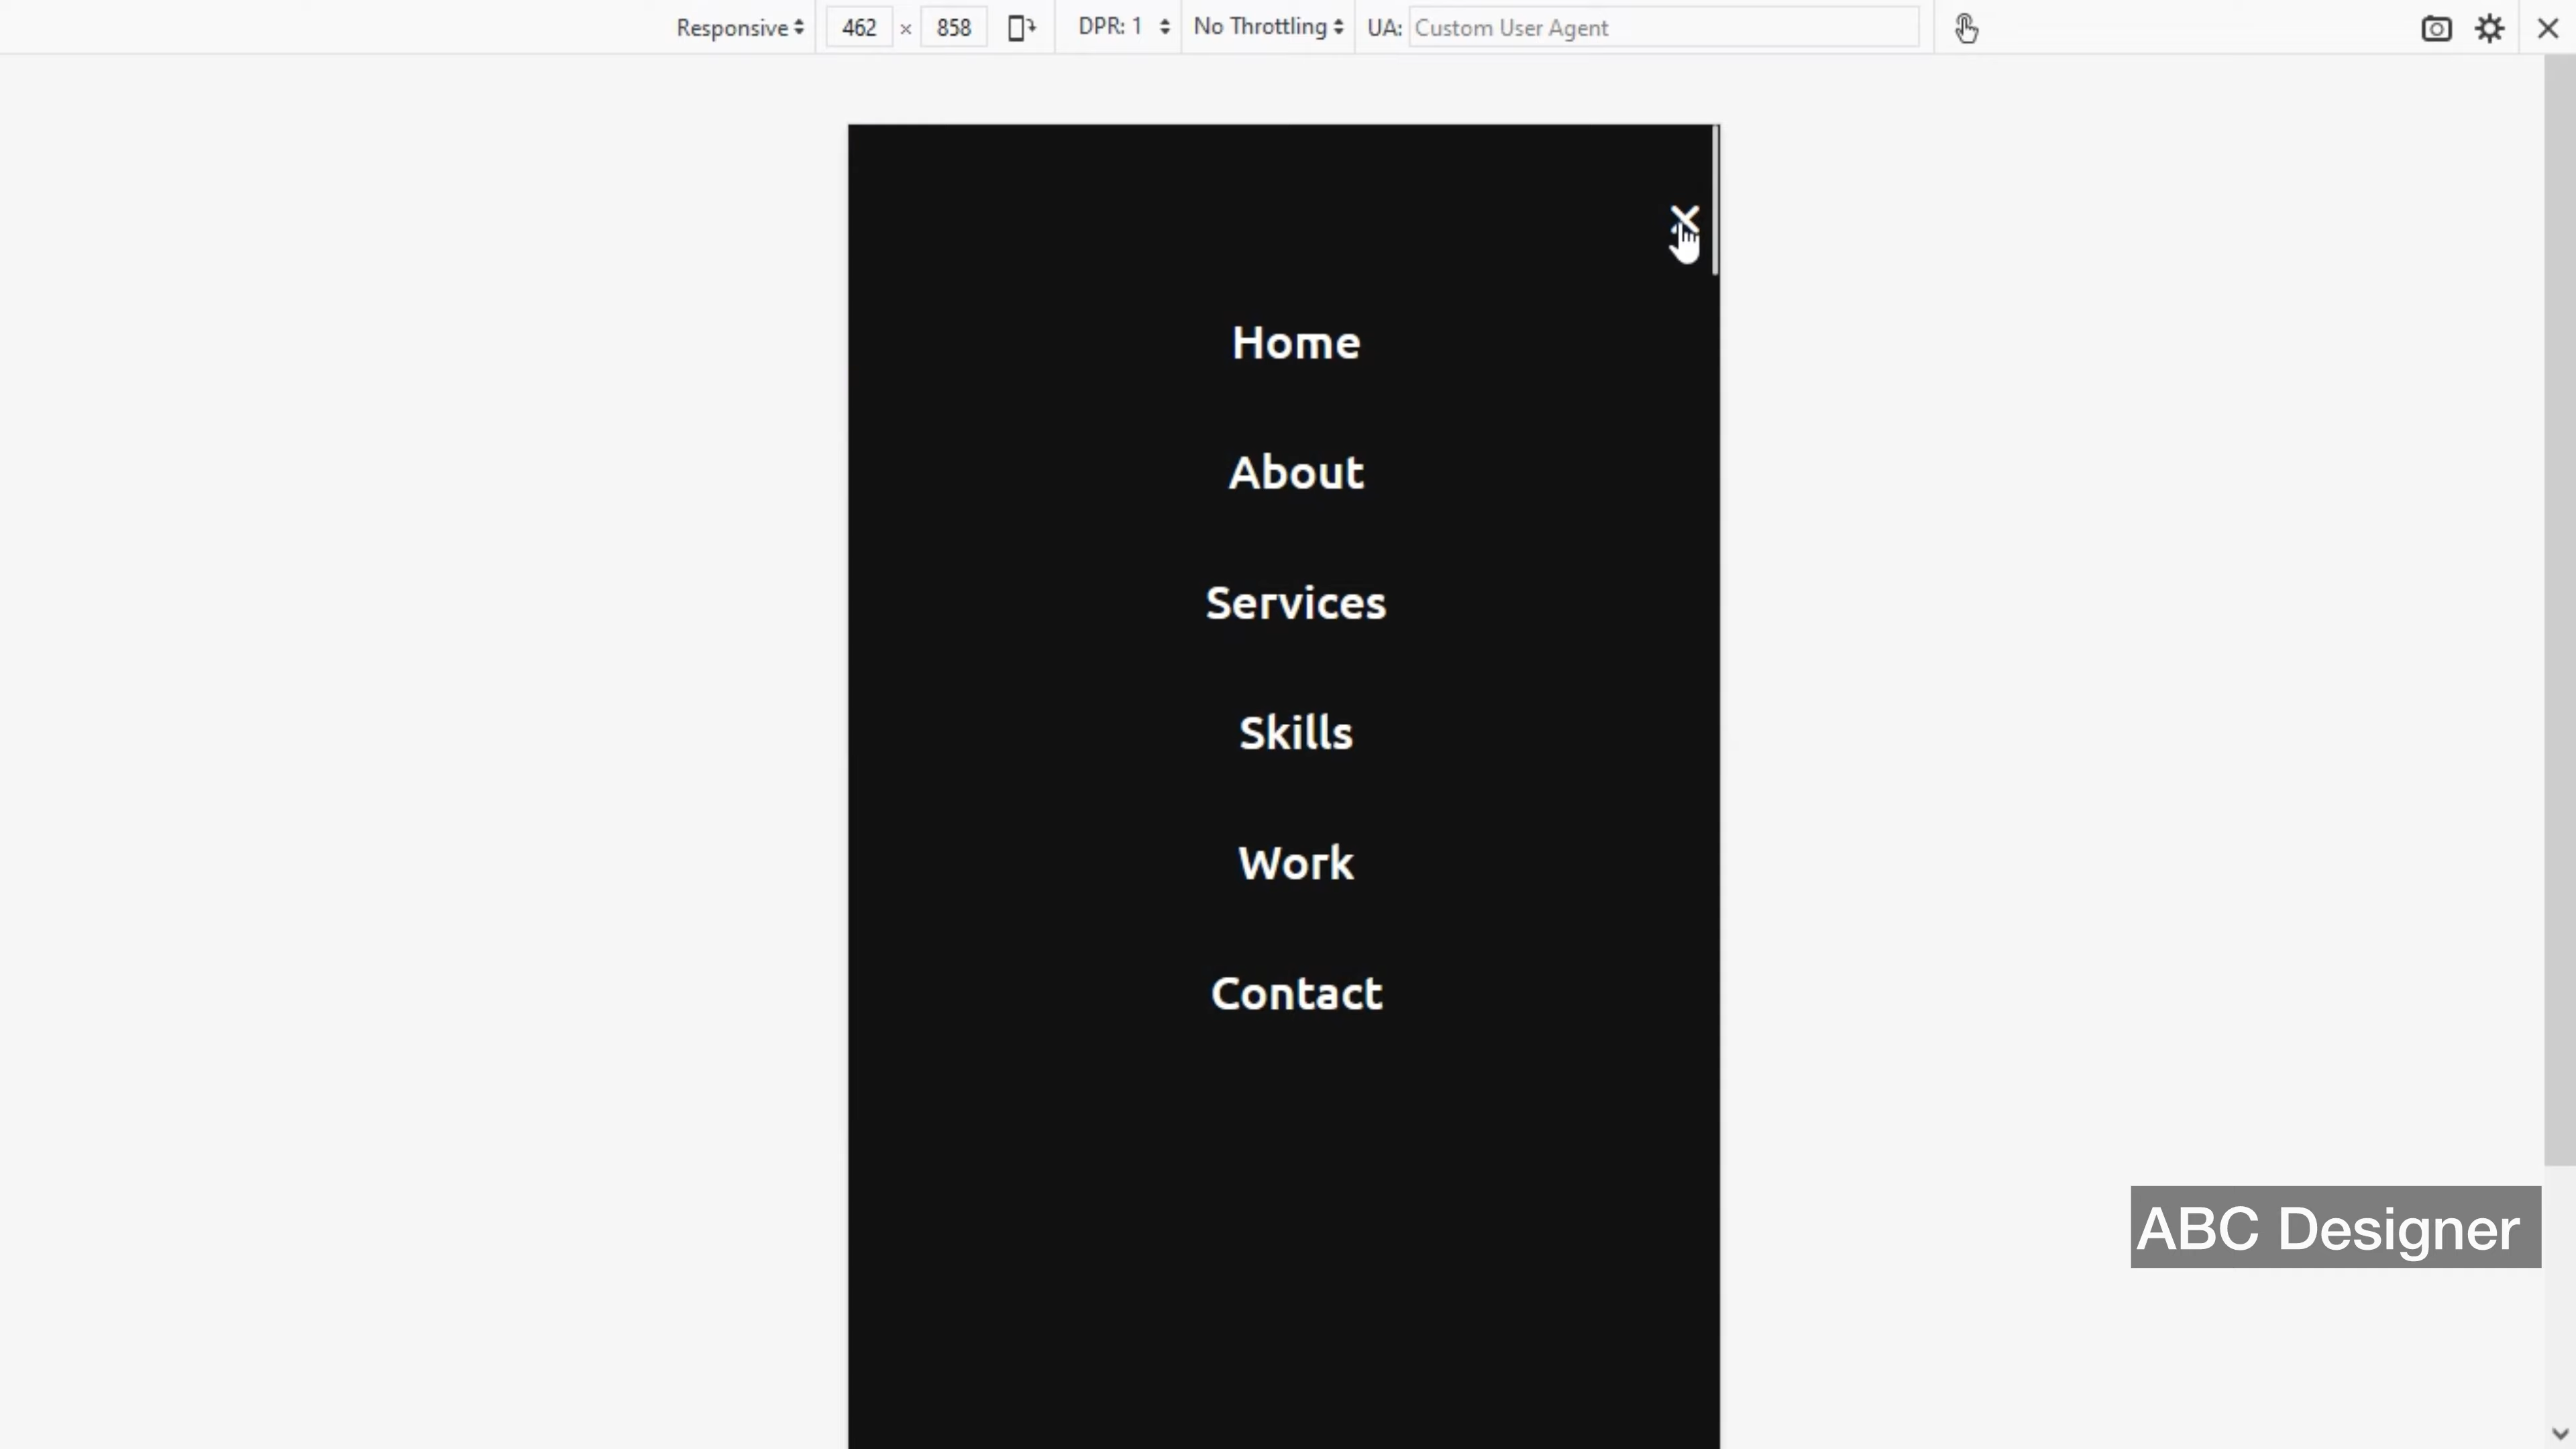 Responsive 462 × 858 DPR: 1 No Throttling UA: Custom User Agent
Home
About
Services
Skills
Work
Contact
ABC Designer